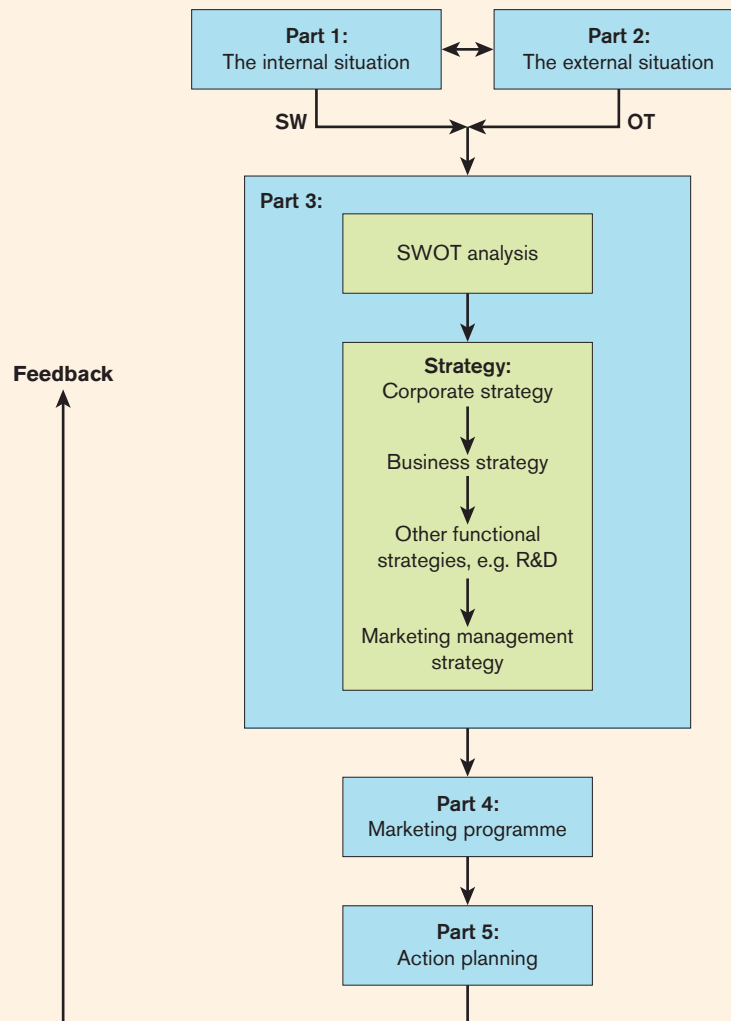 Part 1:
The internal situation
Part 2:
The external situation
SW
OT
Part 3:
SWOT analysis
Strategy:
Corporate strategy
Business strategy
Other functional
strategies, e.g. R&D
Marketing management
strategy
Feedback
Part 4:
Marketing programme
Part 5:
Action planning